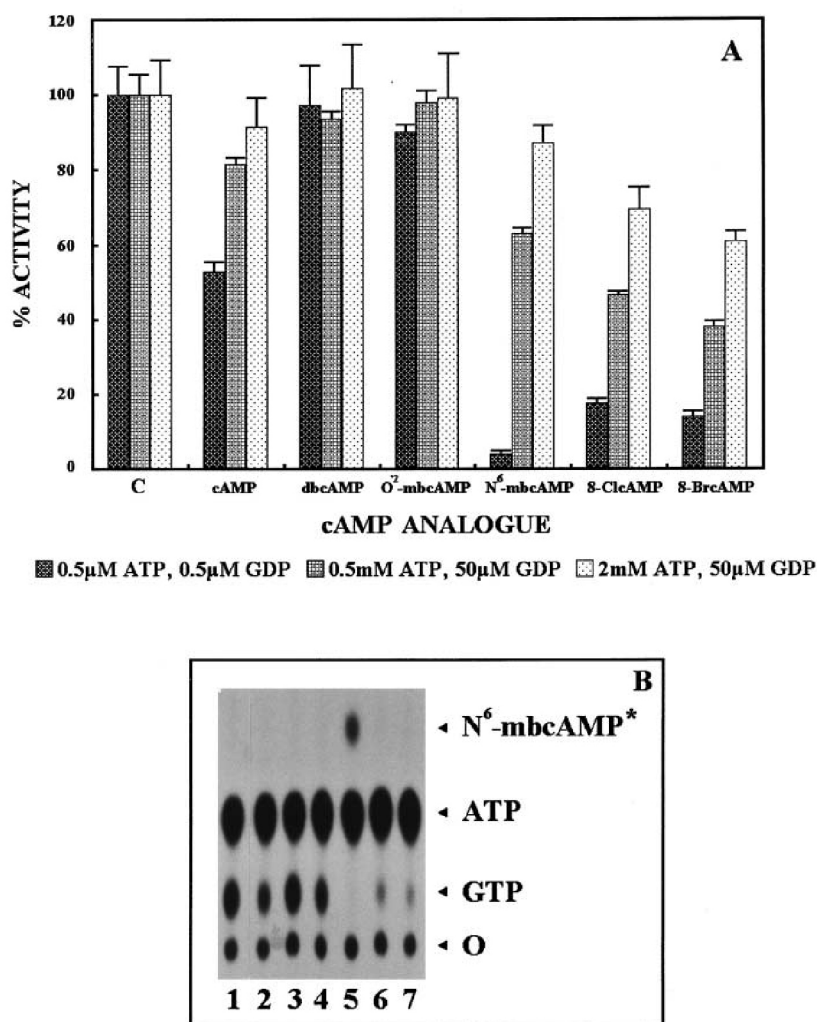 A
120
100
80
60
40
20
0
% ACTIVITY
C cAMP dbcAMP O'²-mbcAMP N⁶-mbcAMP 8-ClcAMP 8-BrcAMP
cAMP ANALOGUE
0.5µM ATP, 0.5µM GDP 0.5mM ATP, 50µM GDP 2mM ATP, 50µM GDP
B
N⁶-mbcAMP*
ATP
GTP
O
1 2 3 4 5 6 7